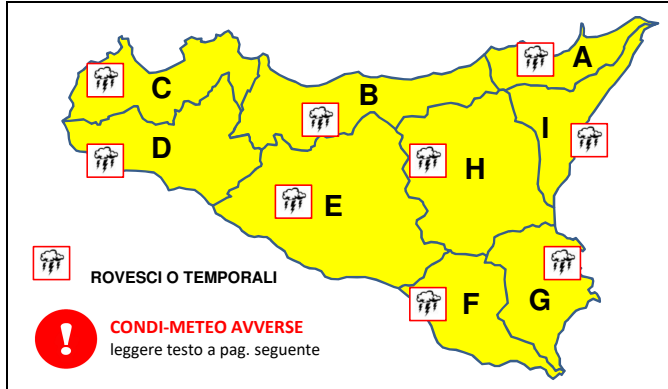 A
C
B
I
D
H
E
F
G
ROVESCI O TEMPORALI
!
CONDI-METEO AVVERSE
leggere testo a pag. seguente